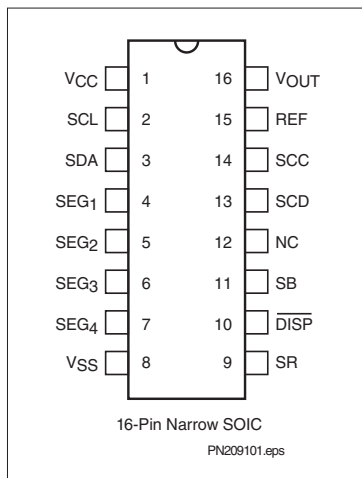 VCC 1 16 VOUT
SCL 2 15 REF
SDA 3 14 SCC
SEG1 4 13 SCD
SEG2 5 12 NC
SEG3 6 11 SB
SEG4 7 10 DISP
VSS 8 9 SR
16-Pin Narrow SOIC
PN209101.eps